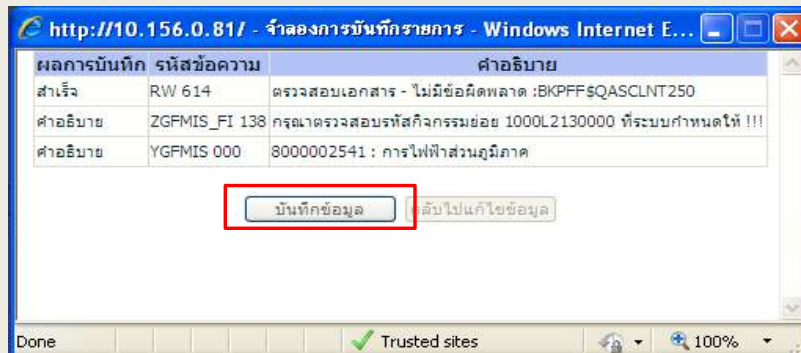 http://10.156.0.81/ - จำลองการบันทึกรายการ - Windows Internet E...
ผลการบันทึก รหัสข้อความ คำอธิบาย
สำเร็จ RW 614 ตรวจสอบเอกสาร - ไม่มีข้อผิดพลาด :BKPFF$QASCLNT250
คำอธิบาย ZGFMIS_FI 138 กรุณาตรวจสอบรหัสกิจกรรมย่อย 1000L2130000 ที่ระบบกำหนดให้ !!!
คำอธิบาย YGFMIS 000 8000002541 : การไฟฟ้าส่วนภูมิภาค
บันทึกข้อมูล กลับไปแก้ไขข้อมูล
Done Trusted sites 100%